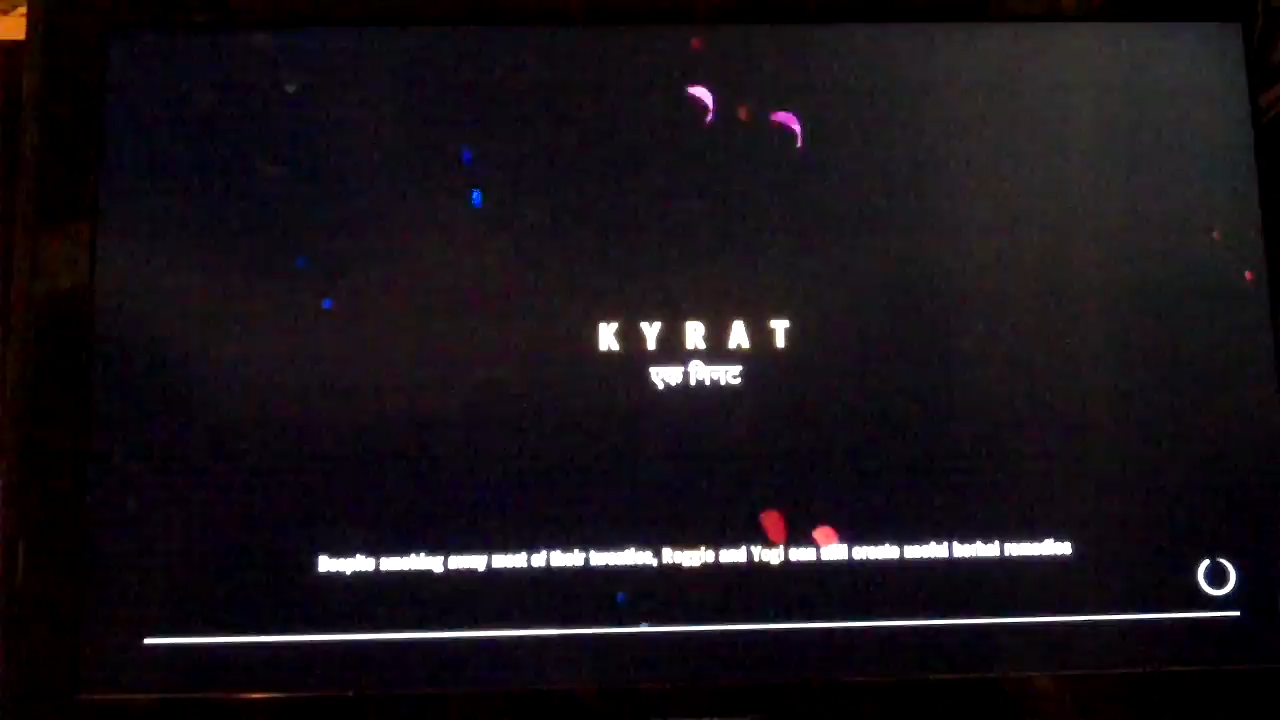 KYRAT
एक मिनट
Despite smoking away most of their twenties, Reggie and Yogi can still create useful herbal remedies